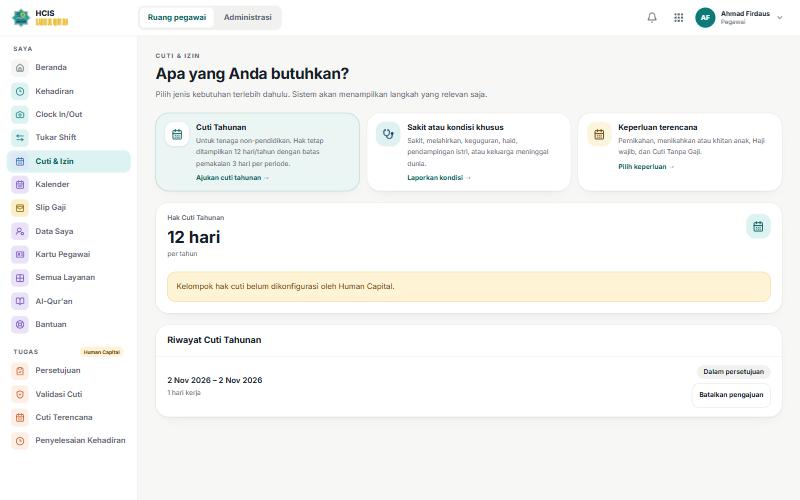 HCIS
Ruang pegawai
Administrasi
AF
Ahmad Firdaus
Pegawai
SAYA
Beranda
Kehadiran
Clock In/Out
Tukar Shift
Cuti & Izin
Kalender
Slip Gaji
Data Saya
Kartu Pegawai
Semua Layanan
Al-Qur'an
Bantuan
TUGAS
Human Capital
Persetujuan
Validasi Cuti
Cuti Terencana
Penyelesaian Kehadiran
CUTI & IZIN
Apa yang Anda butuhkan?
Pilih jenis kebutuhan terlebih dahulu. Sistem akan menampilkan langkah yang relevan saja.
Cuti Tahunan
Untuk tenaga non-pendidikan. Hak tetap
ditampilkan 12 hari/tahun dengan batas
pemakaian 3 hari per periode.
Ajukan cuti tahunan →
Sakit atau kondisi khusus
Sakit, melahirkan, keguguran, haid,
pendampingan istri, atau keluarga meninggal
dunia.
Laporkan kondisi →
Keperluan terencana
Pernikahan, menikahkan atau khitan anak, Haji
wajib, dan Cuti Tanpa Gaji.
Pilih keperluan →
Hak Cuti Tahunan
12 hari
per tahun
Kelompok hak cuti belum dikonfigurasi oleh Human Capital.
Riwayat Cuti Tahunan
2 Nov 2026 – 2 Nov 2026
1 hari kerja
Dalam persetujuan
Batalkan pengajuan